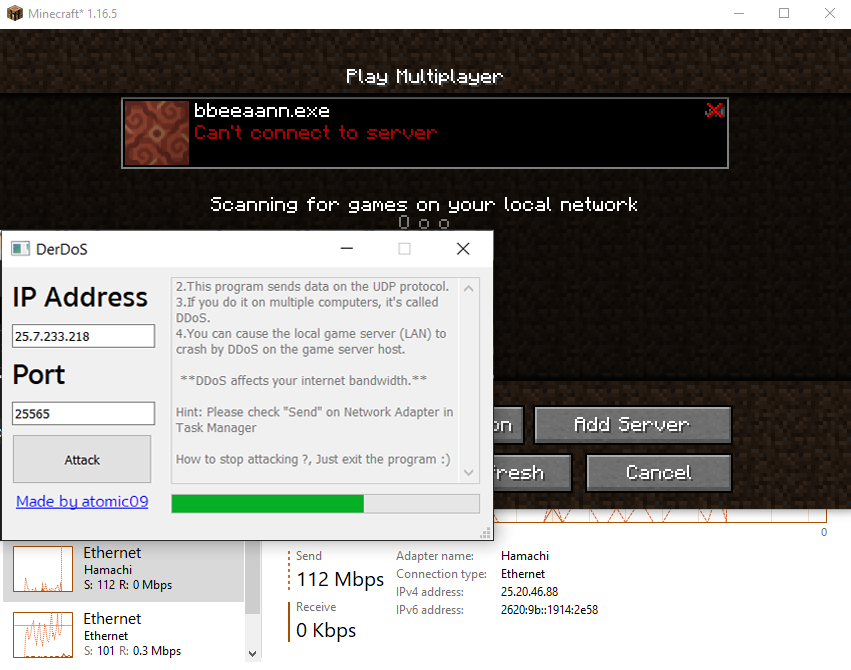 Minecraft* 1.16.5
Play Multiplayer
bbeeaann.exe
Can't connect to server
Scanning for games on your local network
O o o
DerDoS
IP Address
25.7.233.218
Port
25565
Attack
Made by atomic09
2.This program sends data on the UDP protocol.
3.If you do it on multiple computers, it's called
DDoS.
4.You can cause the local game server (LAN) to
crash by DDoS on the game server host.
**DDoS affects your internet bandwidth.**
Hint: Please check "Send" on Network Adapter in
Task Manager
How to stop attacking ?, Just exit the program :)
on
Add Server
fresh
Cancel
0
Ethernet
Hamachi
S: 112 R: 0 Mbps
Ethernet
Ethernet
S: 101 R: 0.3 Mbps
Send
112 Mbps
Receive
0 Kbps
Adapter name: Hamachi
Connection type: Ethernet
IPv4 address: 25.20.46.88
IPv6 address: 2620:9b::1914:2e58